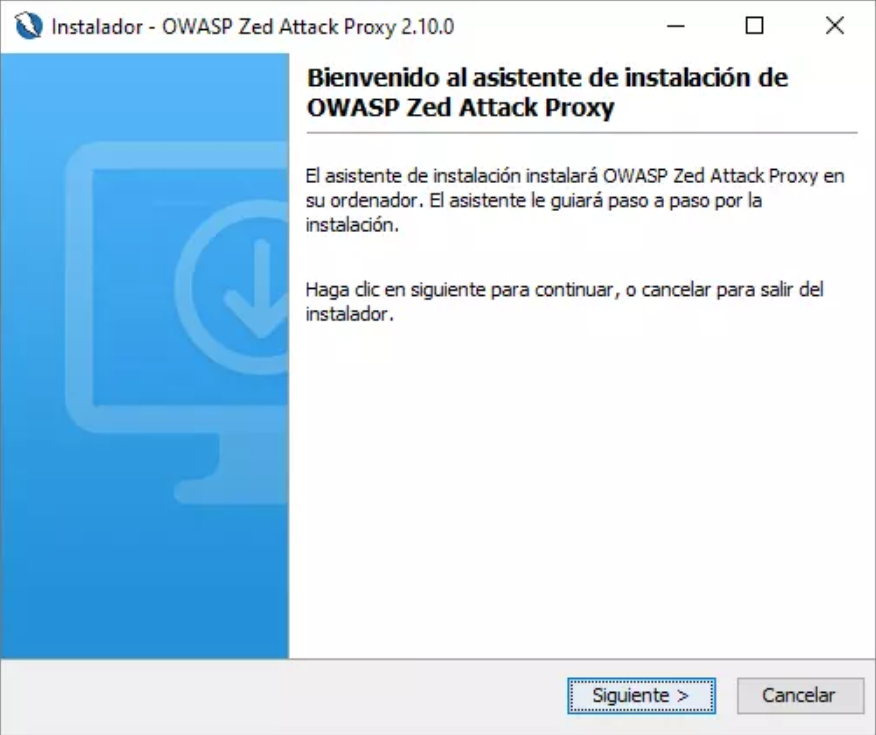 Instalador - OWASP Zed Attack Proxy 2.10.0
Bienvenido al asistente de instalación de
OWASP Zed Attack Proxy
El asistente de instalación instalará OWASP Zed Attack Proxy en
su ordenador. El asistente le guiará paso a paso por la
instalación.
Haga clic en siguiente para continuar, o cancelar para salir del
instalador.
Siguiente >
Cancelar